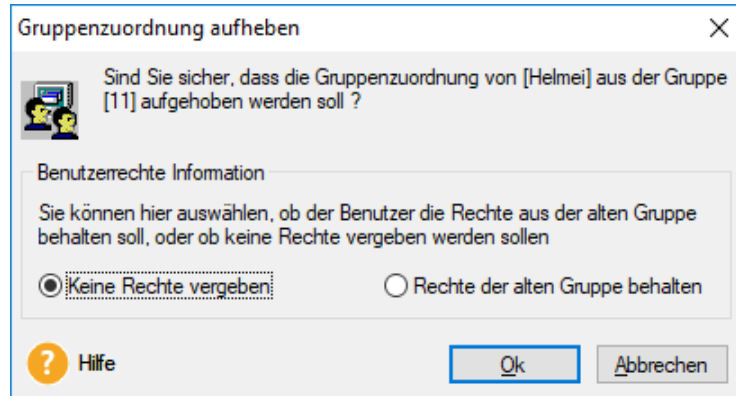 Gruppenzuordnung aufheben
Sind Sie sicher, dass die Gruppenzuordnung von [Helmei] aus der Gruppe
[11] aufgehoben werden soll ?
Benutzerrechte Information
Sie können hier auswählen, ob der Benutzer die Rechte aus der alten Gruppe
behalten soll, oder ob keine Rechte vergeben werden sollen
Keine Rechte vergeben
Rechte der alten Gruppe behalten
? Hilfe
Ok
Abbrechen